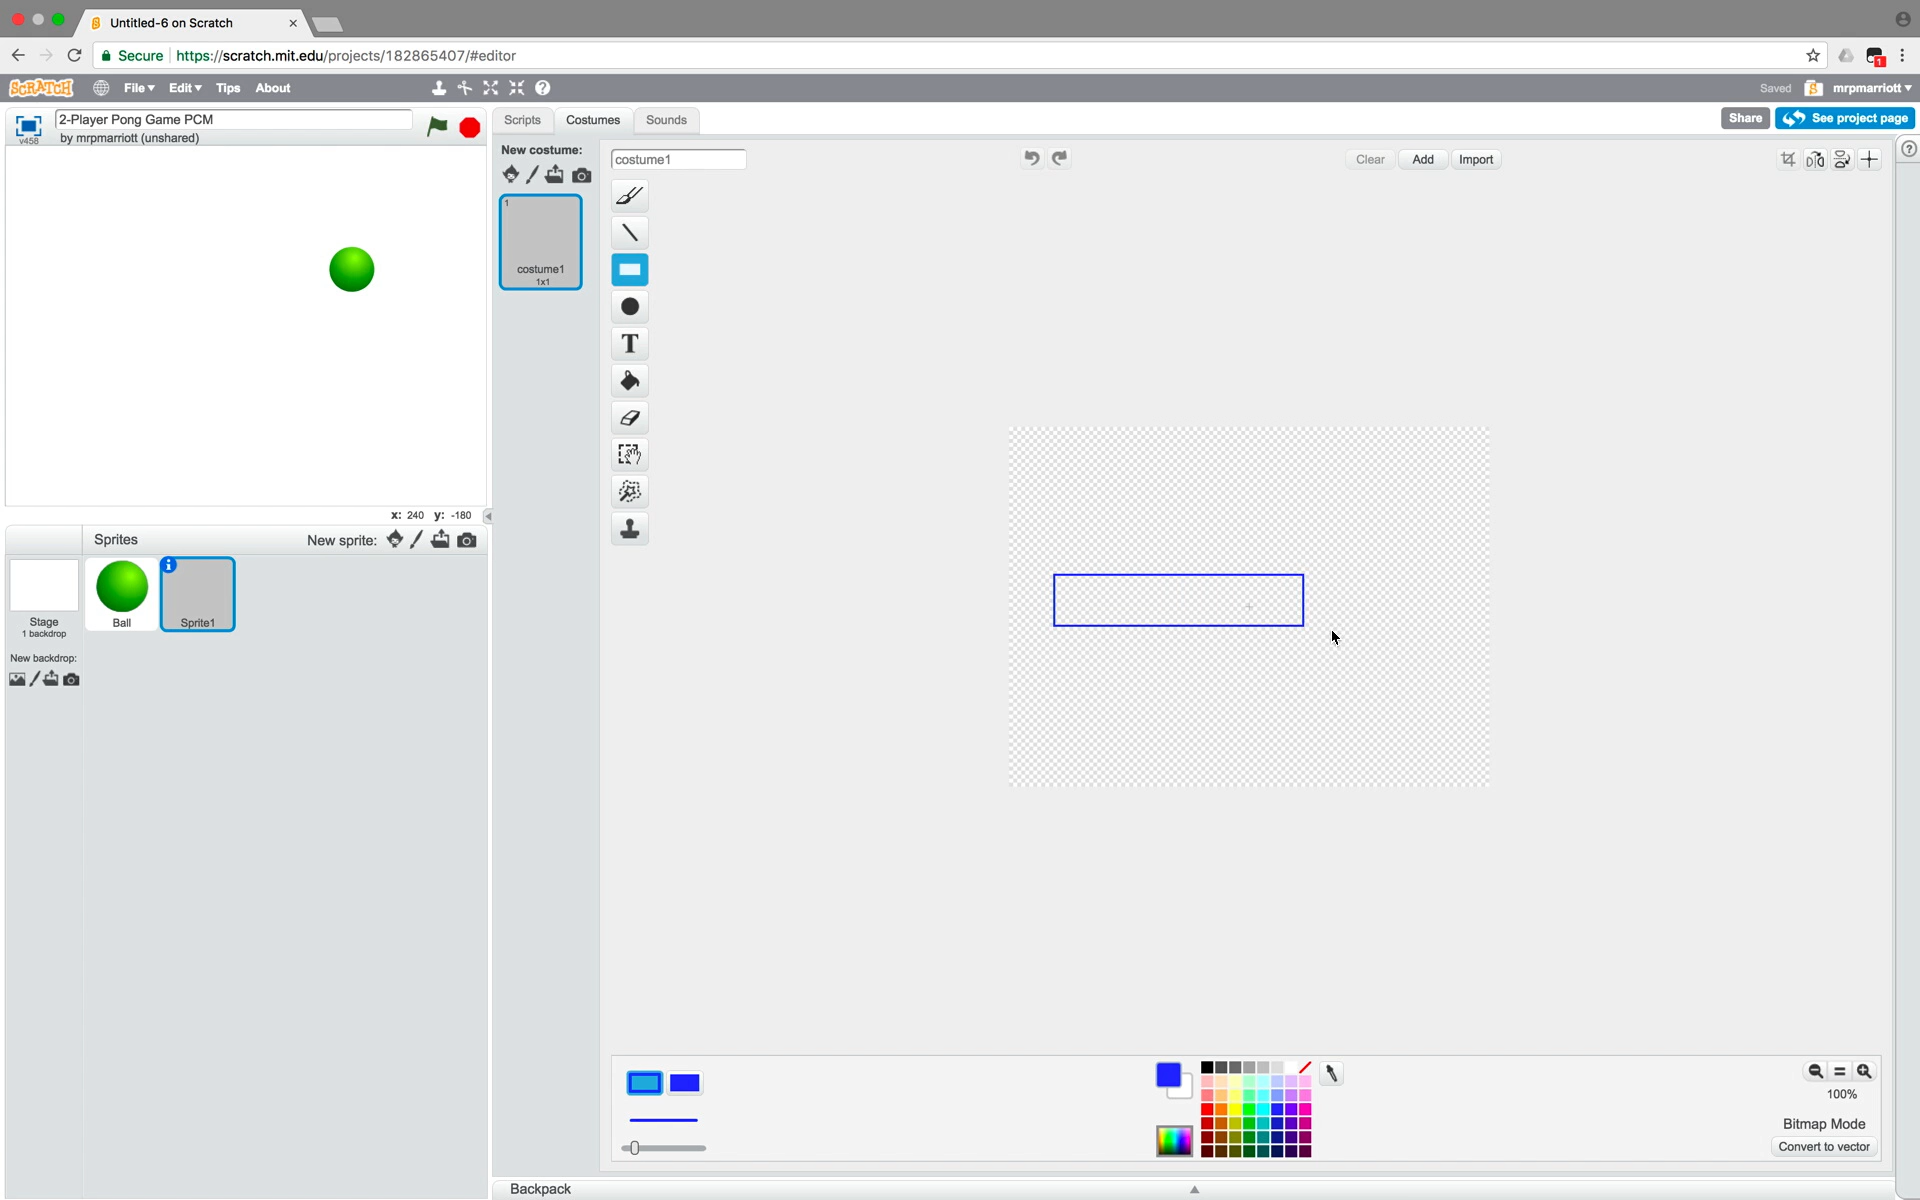 Untitled-6 on Scratch
Secure https://scratch.mit.edu/projects/182865407/#editor
1
SCRATCH File Edit Tips About Saved mrpmarriott
2-Player Pong Game PCM
v458 by mrpmarriott (unshared)
Scripts Costumes Sounds Share See project page
New costume: costume1 Clear Add Import
1
costume1
1x1
T
x: 240 y: -180
Sprites New sprite:
Stage
1 backdrop
Ball Sprite1
New backdrop:
100%
Bitmap Mode
Convert to vector
Backpack